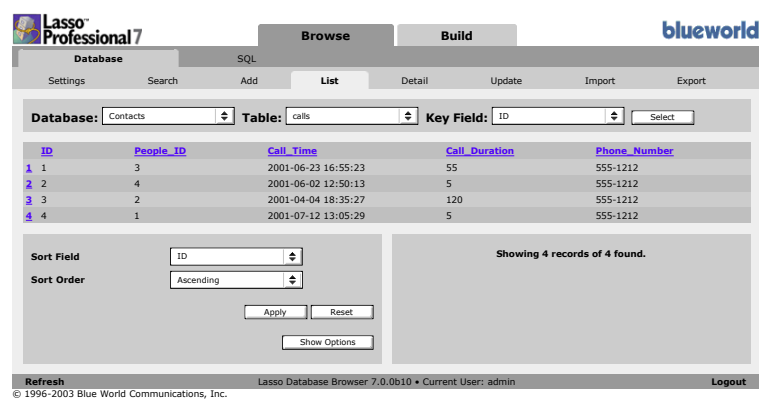 Lasso™
Professional 7
Browse Build
blueworld
Database SQL
Settings Search Add List Detail Update Import Export
Database: Contacts Table: calls Key Field: ID Select
ID People_ID Call_Time Call_Duration Phone_Number
1 1 3 2001-06-23 16:55:23 55 555-1212
2 2 4 2001-06-02 12:50:13 5 555-1212
3 3 2 2001-04-04 18:35:27 120 555-1212
4 4 1 2001-07-12 13:05:29 5 555-1212
Sort Field ID
Sort Order Ascending
Apply Reset
Show Options
Showing 4 records of 4 found.
Refresh Lasso Database Browser 7.0.0b10 • Current User: admin Logout
© 1996-2003 Blue World Communications, Inc.